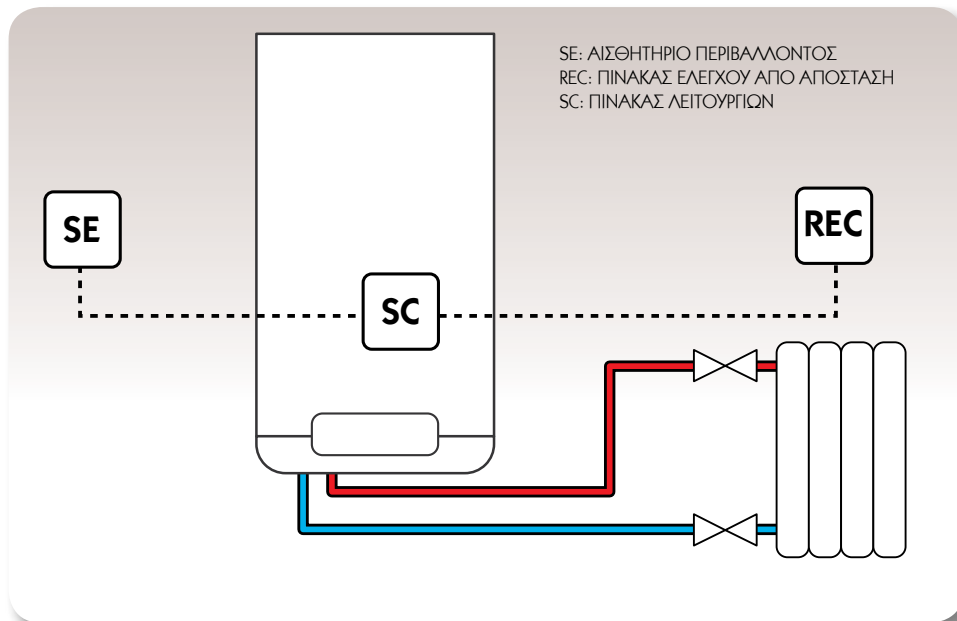 SE: ΑΙΣΘΗΤΗΡΙΟ ΠΕΡΙΒΑΛΛΟΝΤΟΣ
REC: ΠΙΝΑΚΑΣ ΕΛΕΓΧΟΥ ΑΠΟ ΑΠΟΣΤΑΣΗ
SC: ΠΙΝΑΚΑΣ ΛΕΙΤΟΥΡΓΙΩΝ
SE
REC
SC